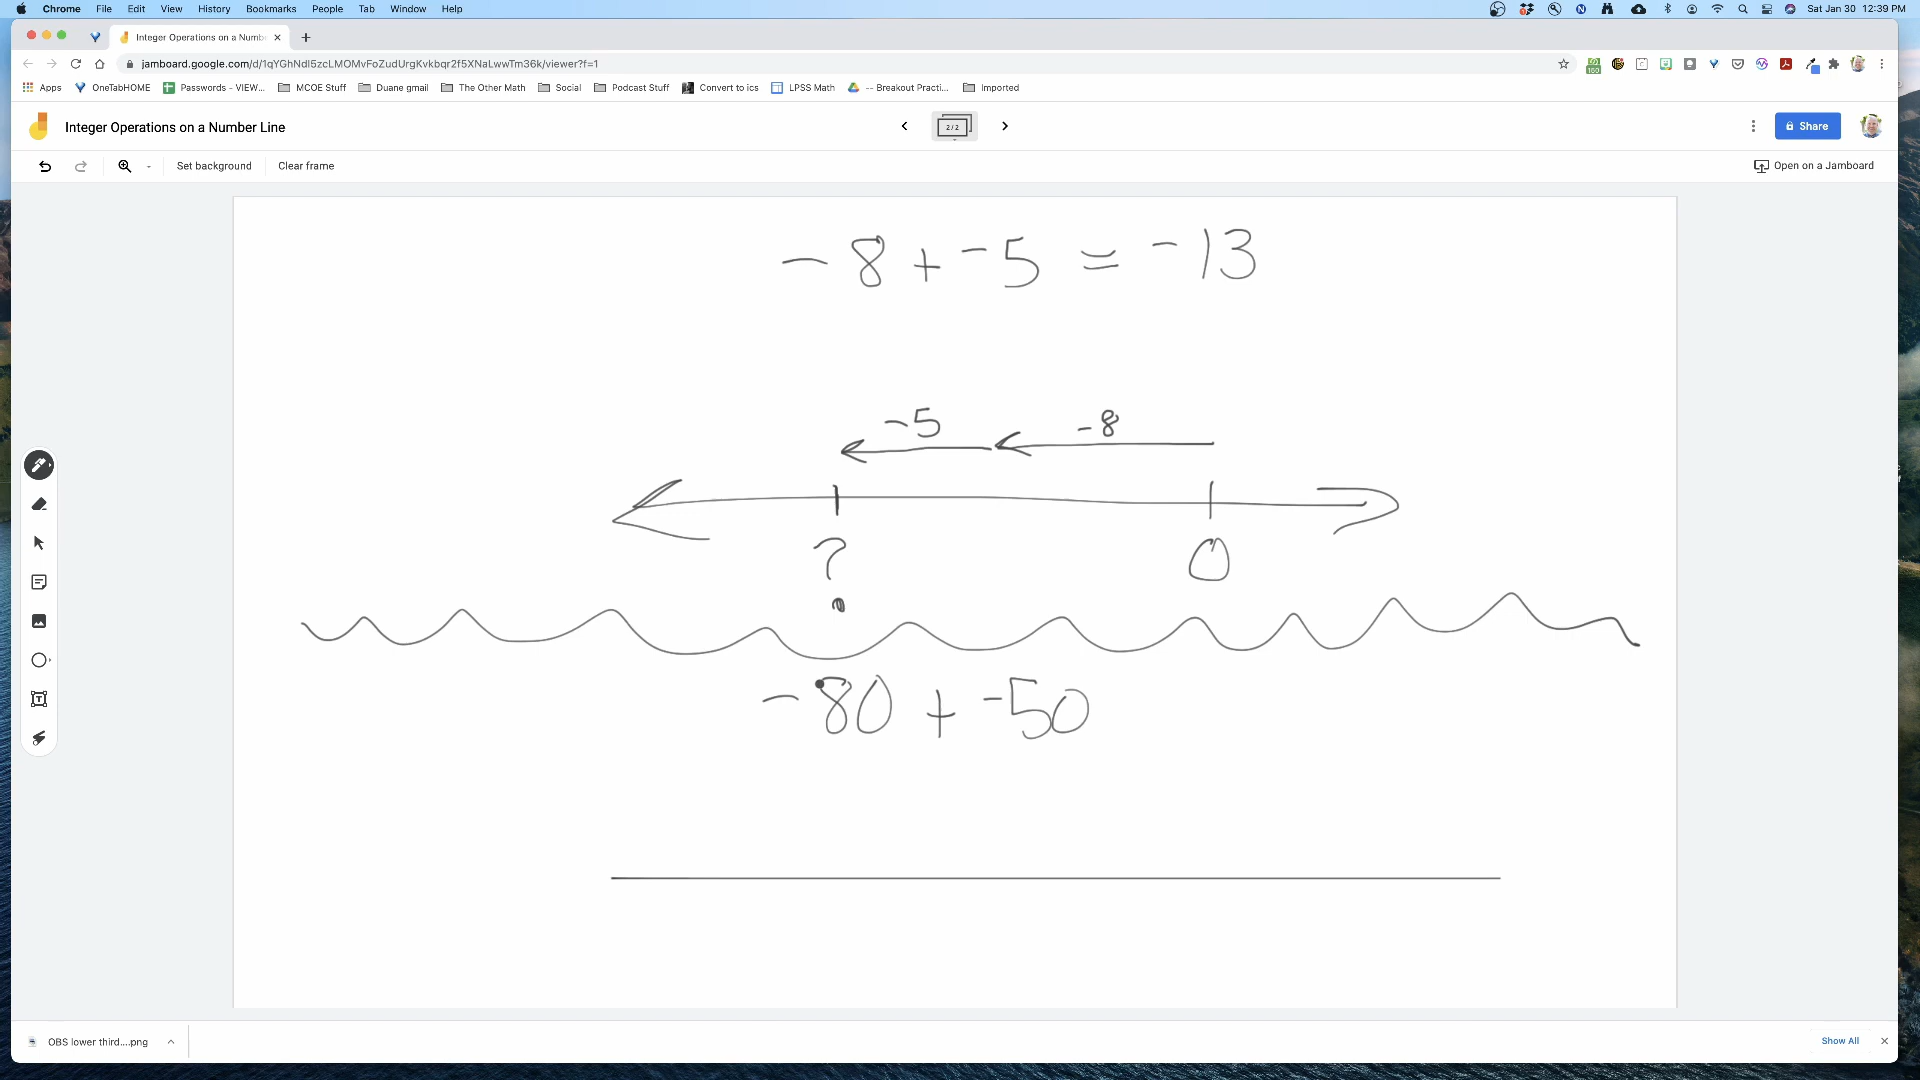 Chrome File Edit View History Bookmarks People Tab Window Help Sat Jan 30 12:39 PM
Integer Operations on a Numb
jamboard.google.com/d/1qYGhNdI5zcLMOMvFoZudUrgKvkbqr2f5XNaLwwTm36k/viewer?f=1
Apps OneTabHOME Passwords - VIEW... MCOE Stuff Duane gmail The Other Math Social Podcast Stuff Convert to ics LPSS Math -- Breakout Practi... Imported
Integer Operations on a Number Line 2/2 Share
Set background Clear frame Open on a Jamboard
-8 + -5 = -13
-5 -8
? 0
-80 + -50
OBS lower third....png Show All